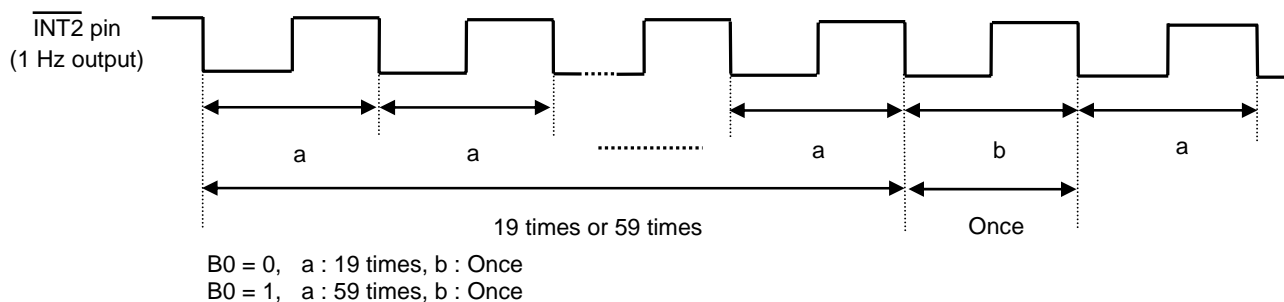 INT2 pin
(1 Hz output)
a
a
a
b
a
19 times or 59 times
Once
B0 = 0, a : 19 times, b : Once
B0 = 1, a : 59 times, b : Once